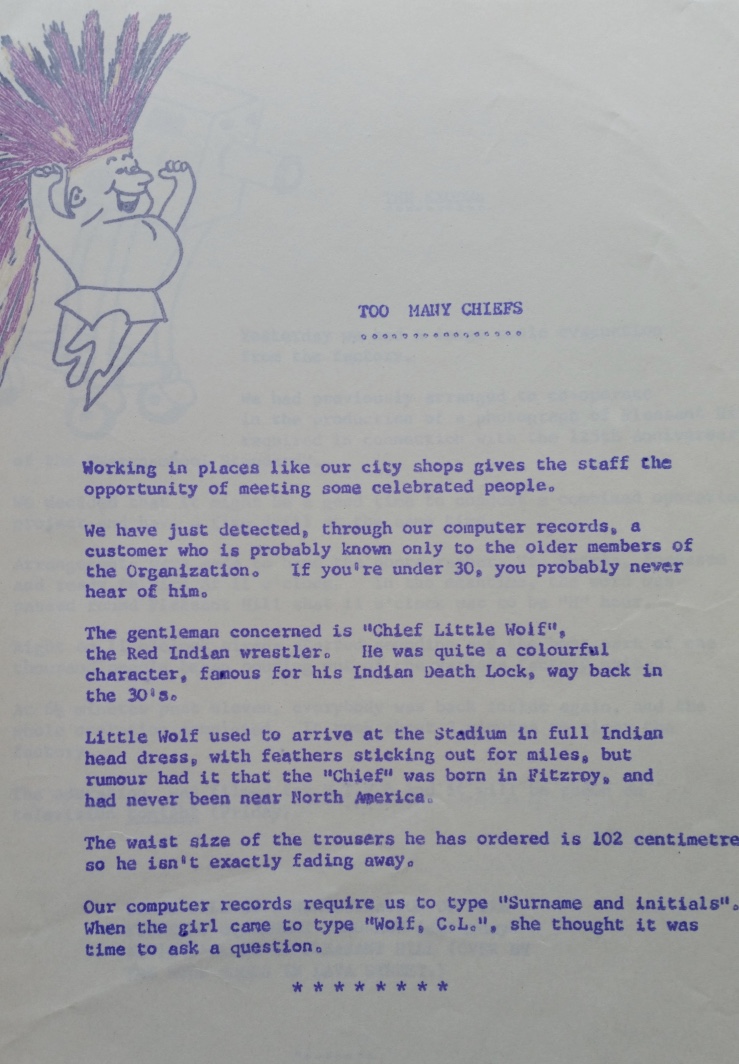 TOO MANY CHIEFS
Working in places like our city shops gives the staff the
opportunity of meeting some celebrated people.
We have just detected, through our computer records, a
customer who is probably known only to the older members of
the Organization. If you're under 30, you probably never
hear of him.
The gentleman concerned is "Chief Little Wolf",
the Red Indian wrestler. He was quite a colourful
character, famous for his Indian Death Lock, way back in
the 30's.
Little Wolf used to arrive at the Stadium in full Indian
head dress, with feathers sticking out for miles, but
rumour had it that the "Chief" was born in Fitzroy, and
had never been near North America.
The waist size of the trousers he has ordered is 102 centimetre
so he isn't exactly fading away.
Our computer records require us to type "Surname and initials".
When the girl came to type "Wolf, C.L.", she thought it was
time to ask a question.
* * * * * * * *